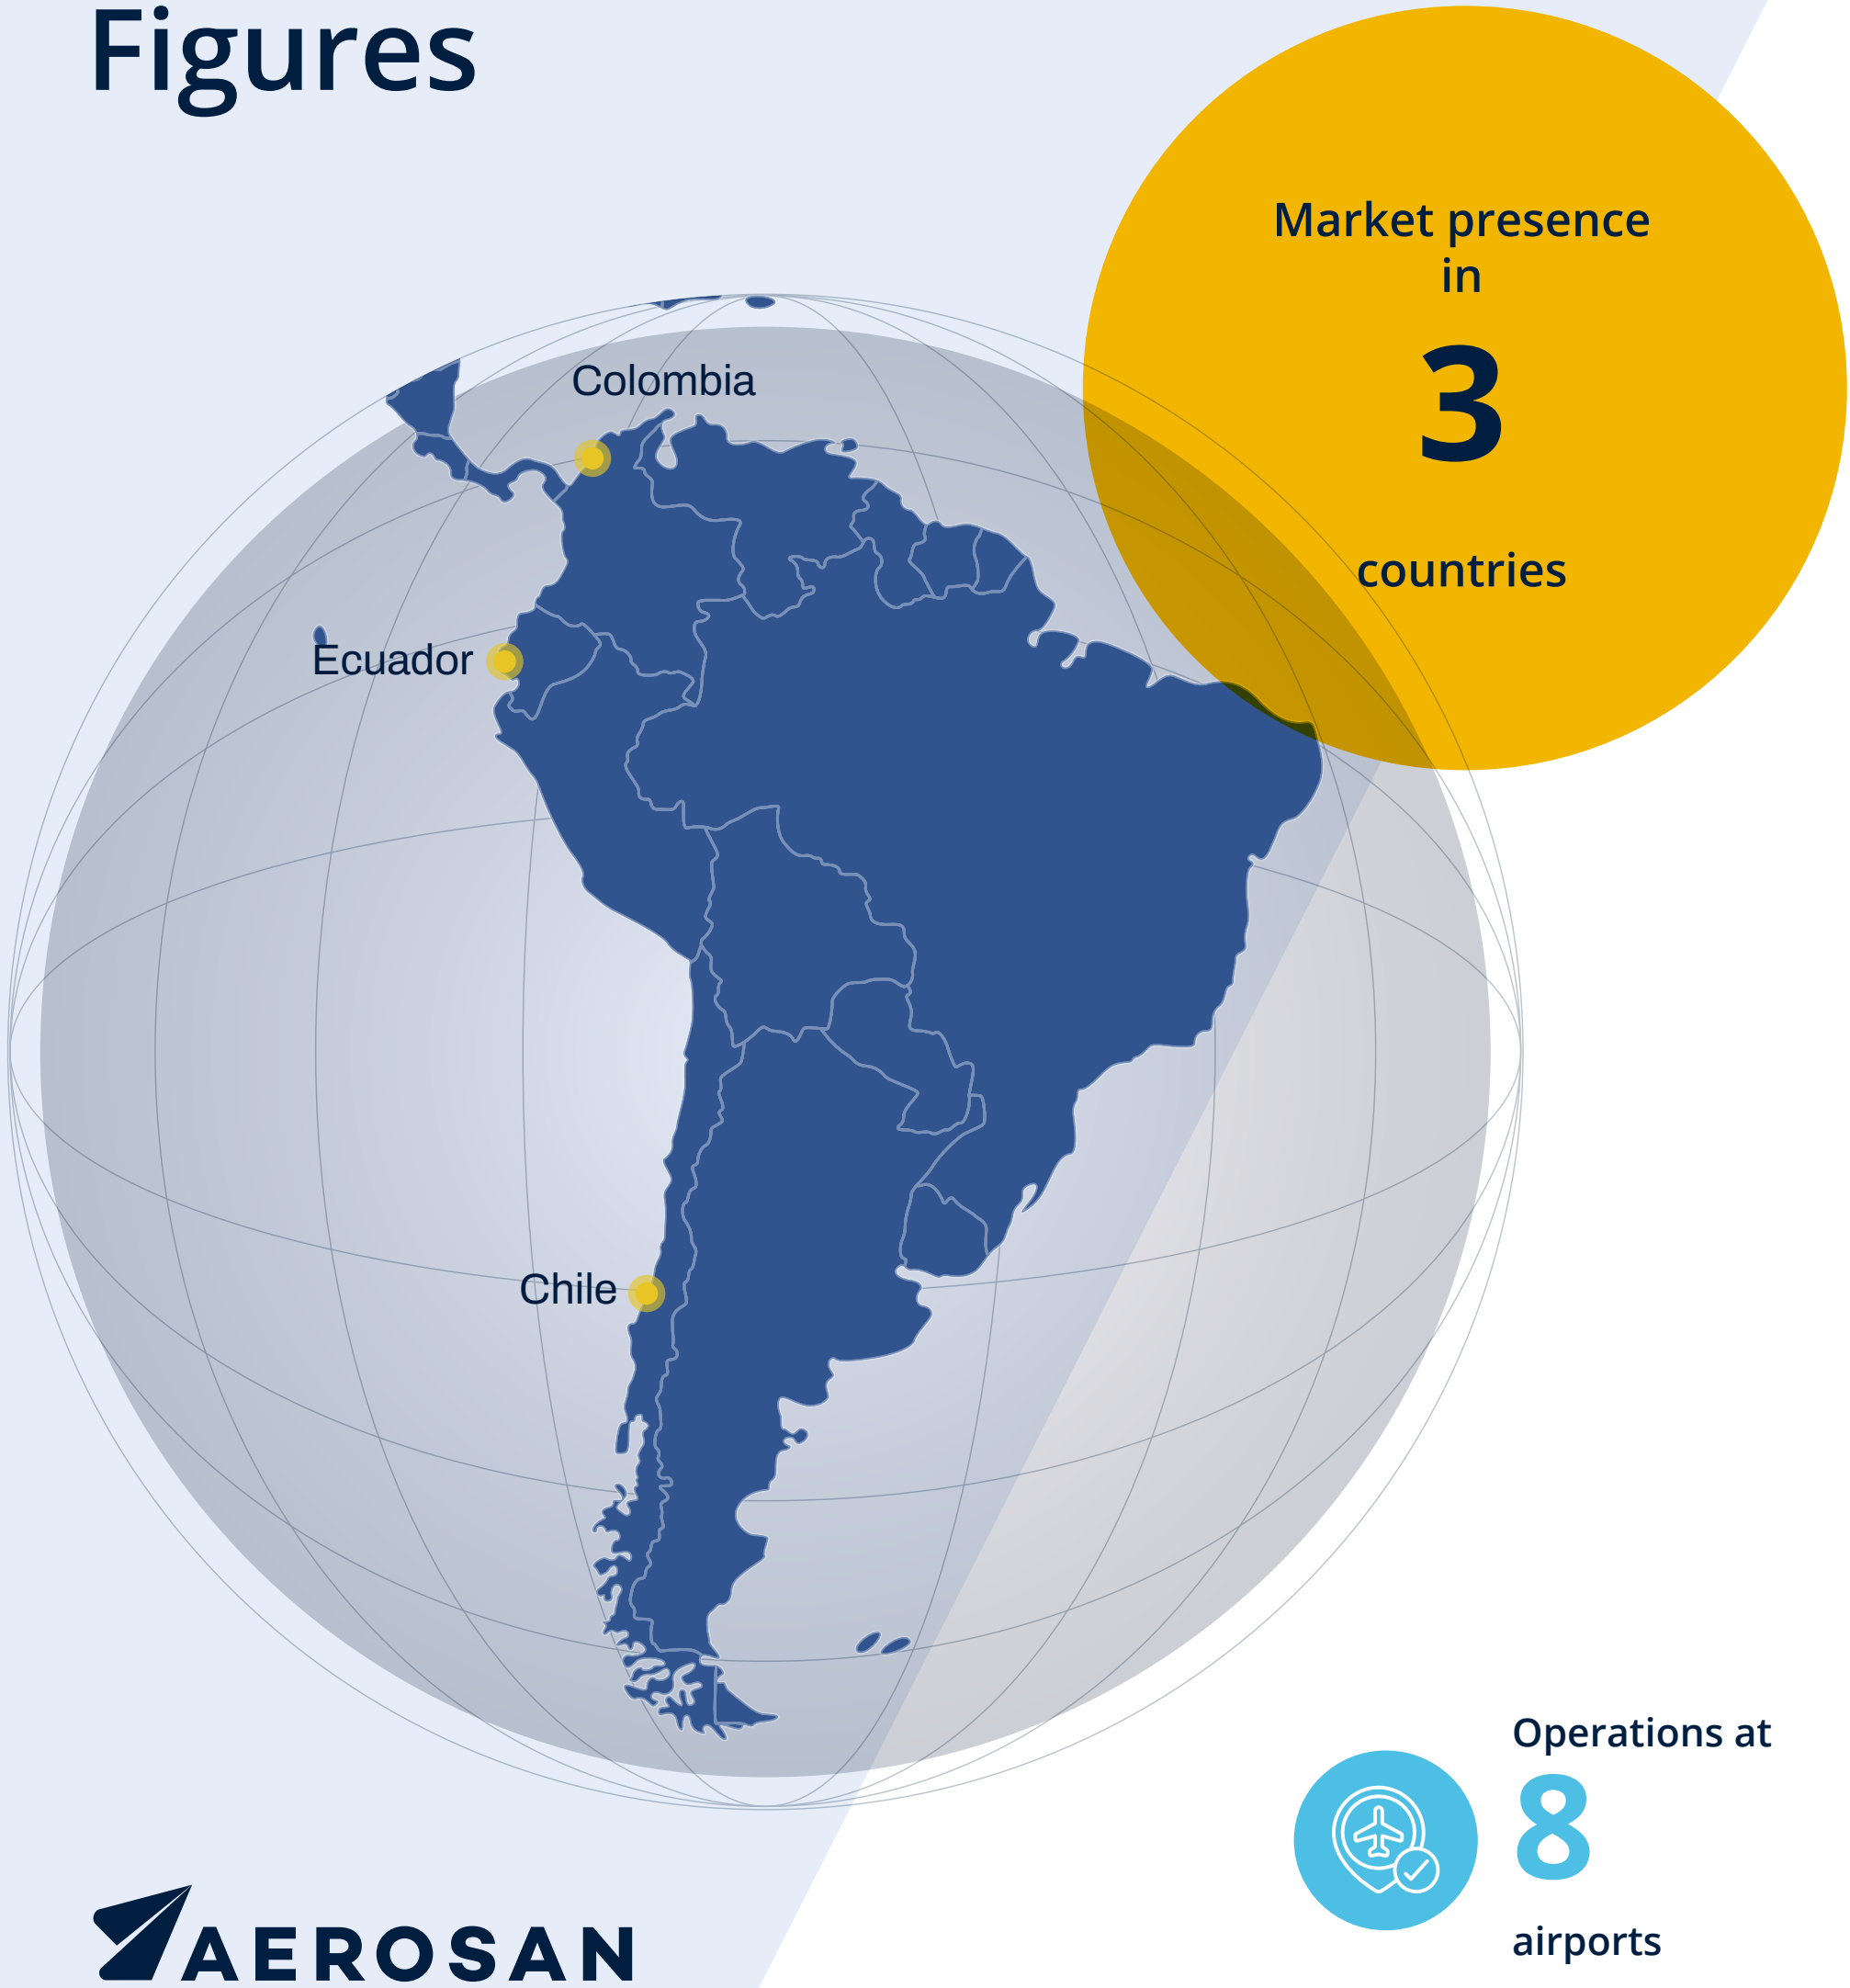 Figures
Market presence
in
3
countries
Colombia
Ecuador
Chile
Operations at
8
airports
AEROSAN